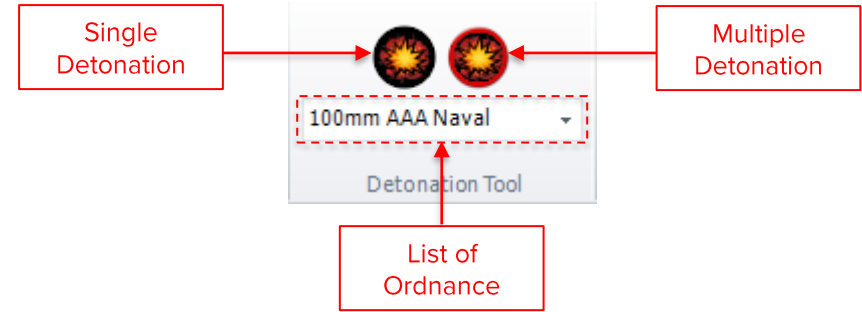 Single
Detonation
Multiple
Detonation
100mm AAA Naval
Detonation Tool
List of
Ordnance